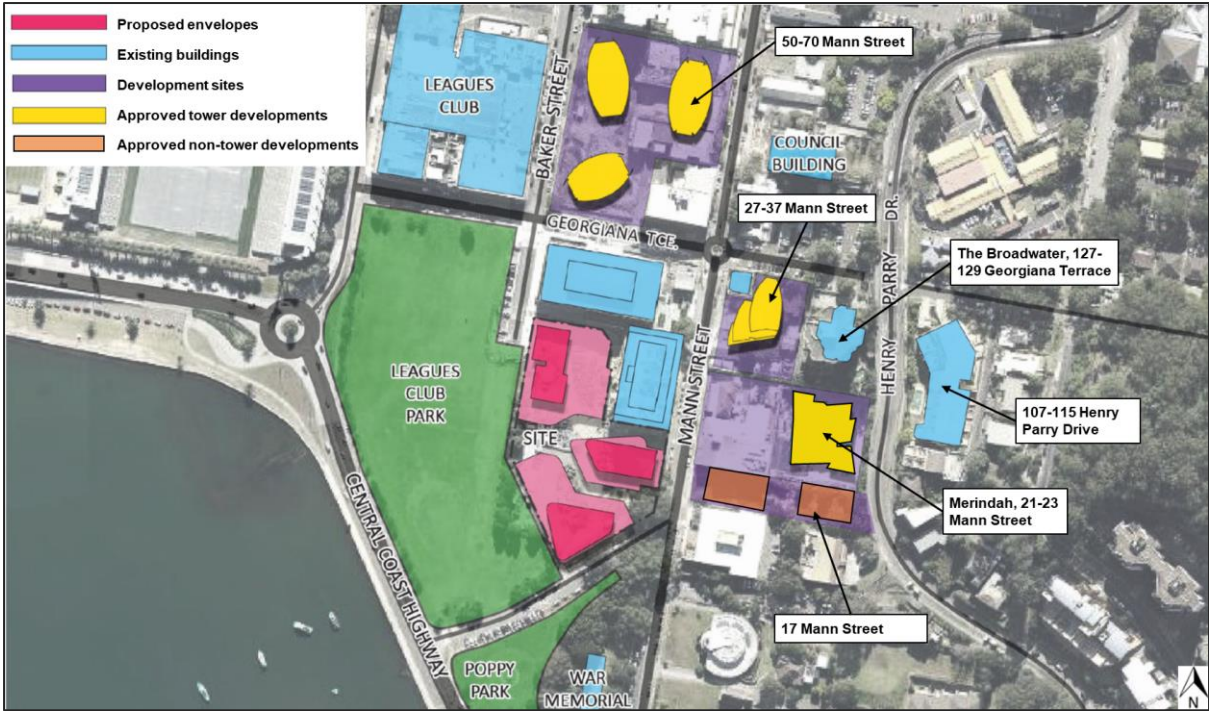 Proposed envelopes
Existing buildings
Development sites
Approved tower developments
Approved non-tower developments
LEAGUES
CLUB
BAKER STREET
50-70 Mann Street
COUNCIL
BUILDING
27-37 Mann Street
GEORGIANA TCE.
HENRY PARRY DR.
The Broadwater, 127-
129 Georgiana Terrace
MANN STREET
LEAGUES
CLUB
PARK
SITE
107-115 Henry
Parry Drive
Merindah, 21-23
Mann Street
CENTRAL COAST HIGHWAY
17 Mann Street
POPPY
PARK
WAR
MEMORIAL
N